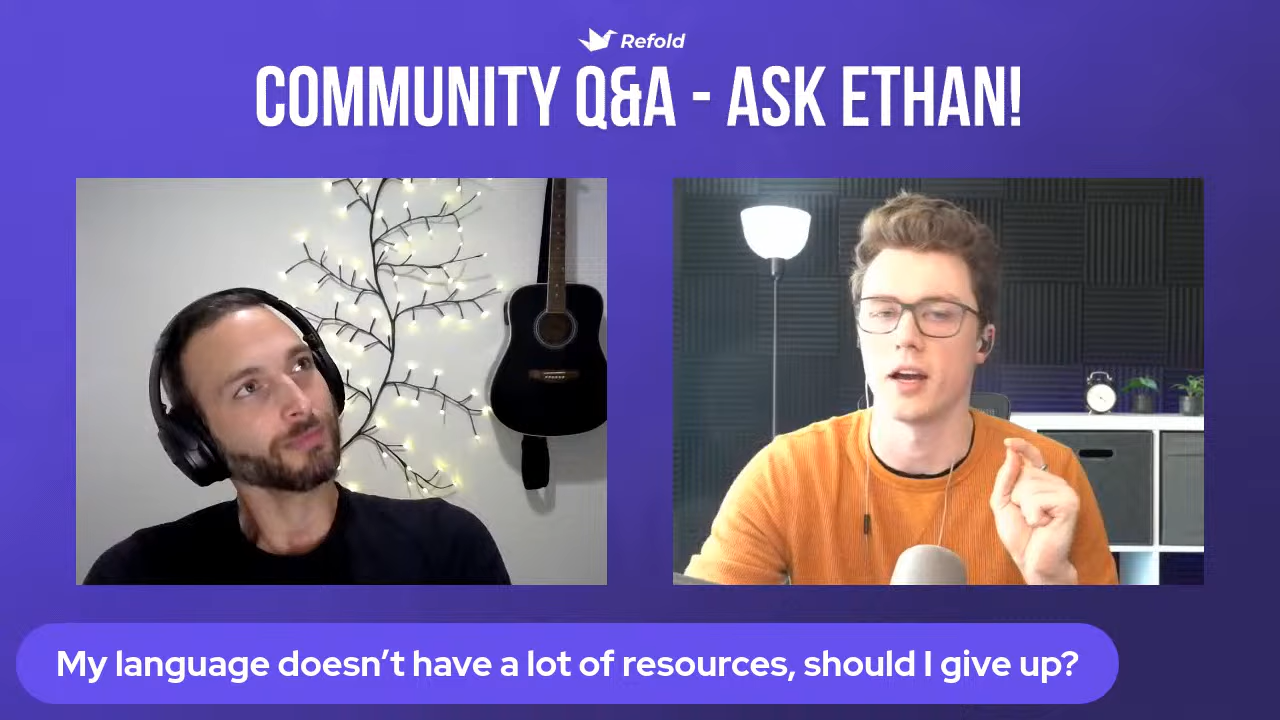 Refold
COMMUNITY Q&A - ASK ETHAN!
My language doesn't have a lot of resources, should I give up?